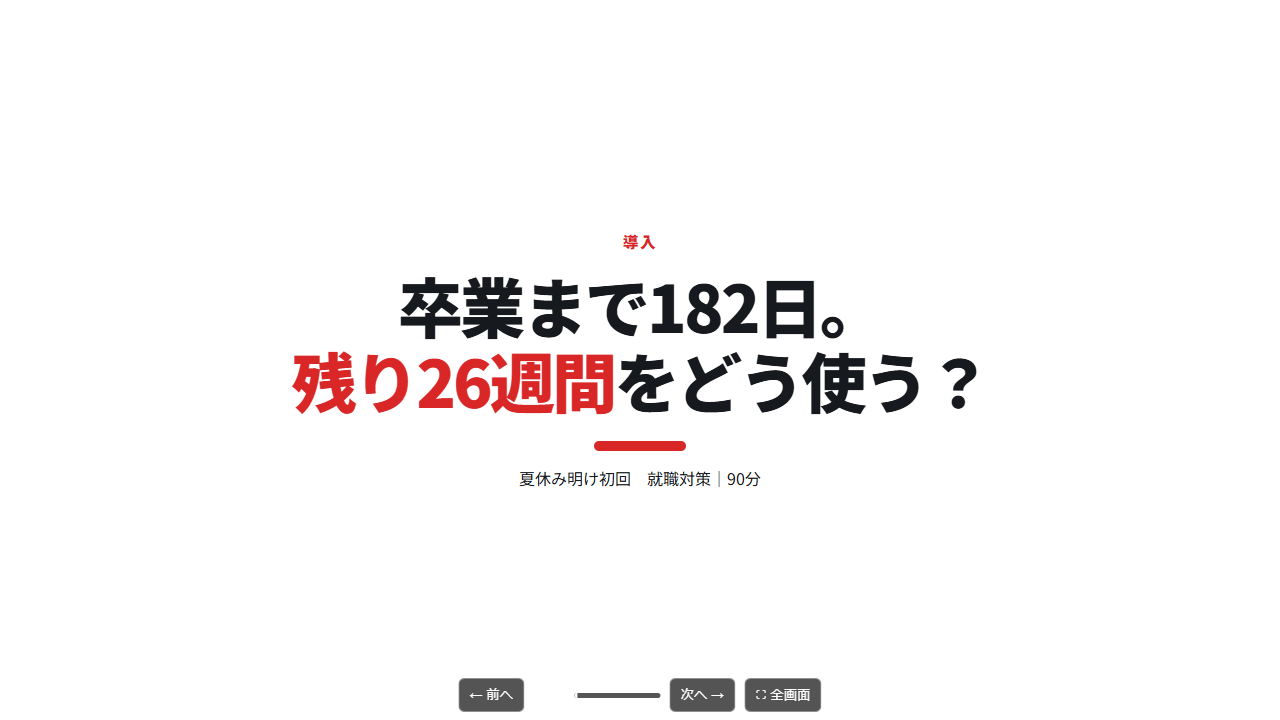 導入
卒業まで182日。
残り26週間をどう使う？
夏休み明け初回　就職対策｜90分
← 前へ
次へ →
⛶ 全画面